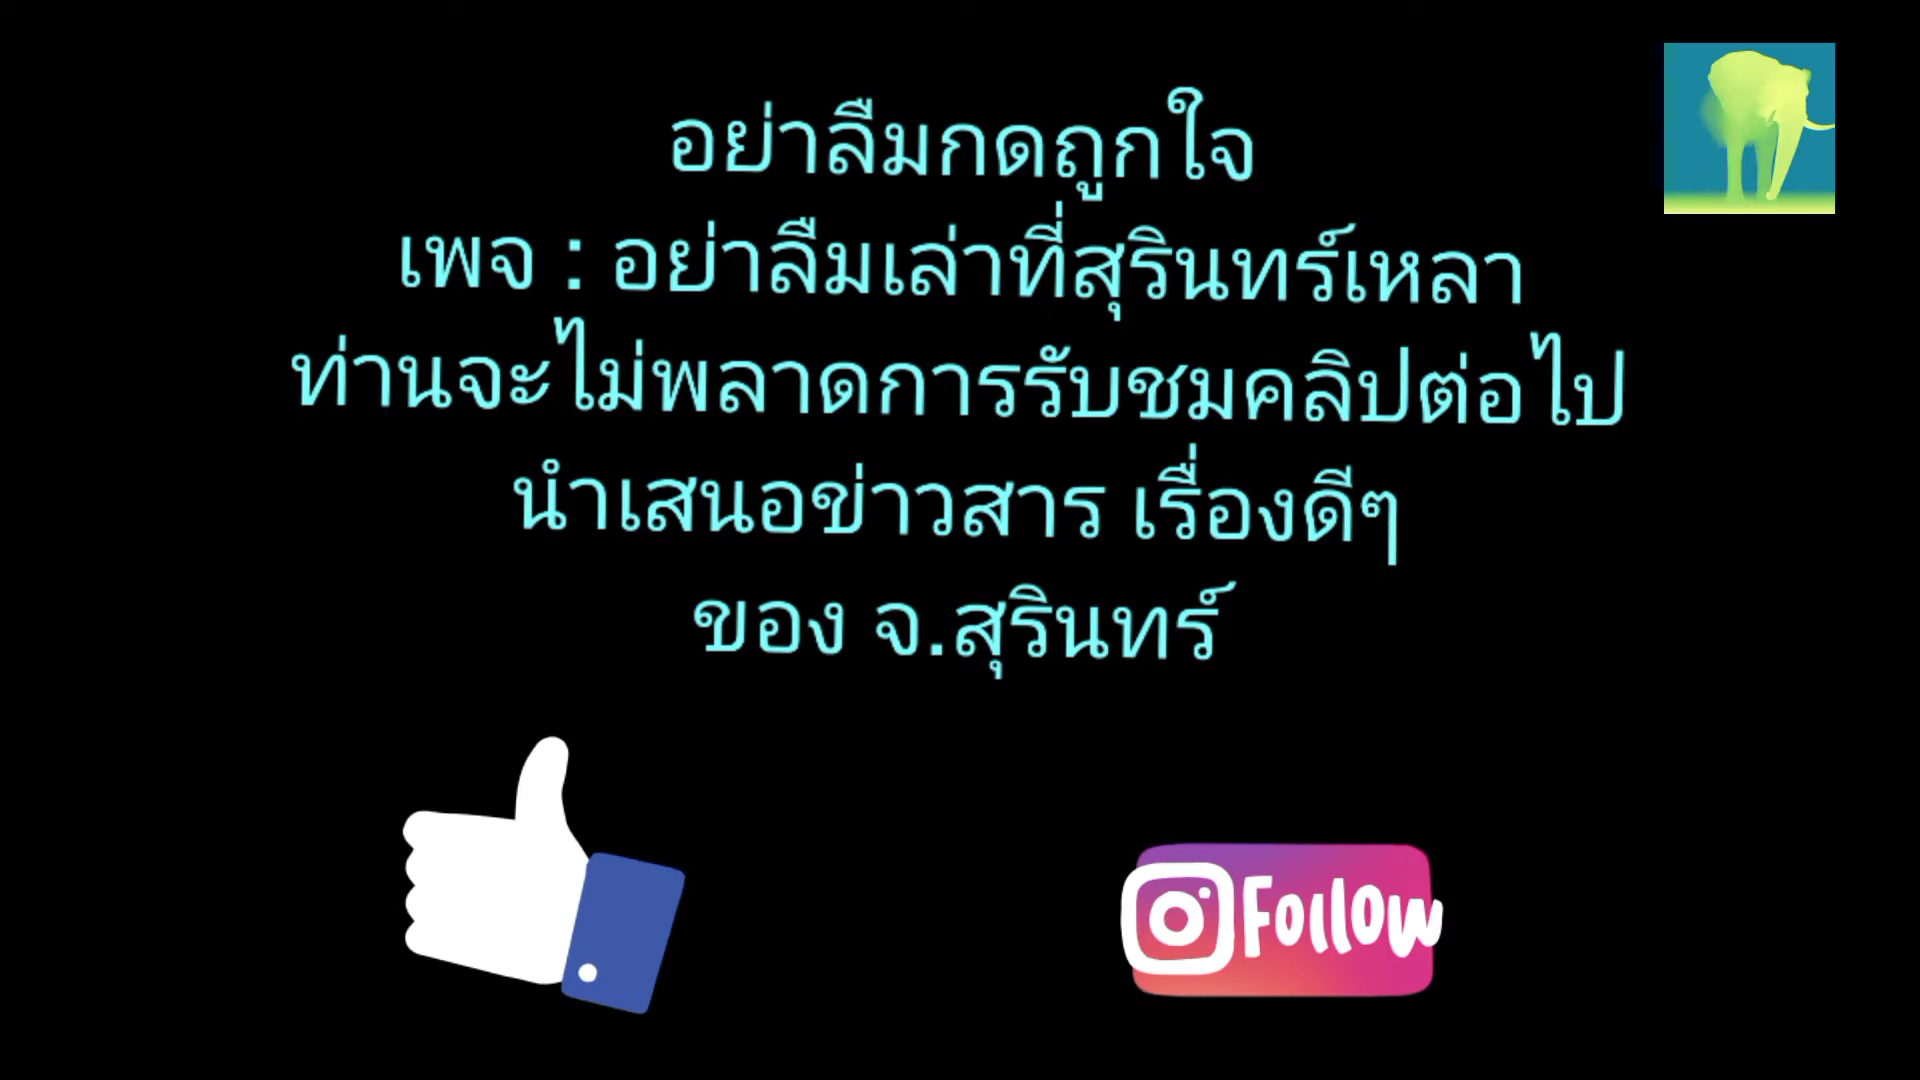 อย่าลืมกดถูกใจ
เพจ : อย่าลืมเล่าที่สุรินทร์เหลา
ท่านจะไม่พลาดการรับชมคลิปต่อไป
นำเสนอข่าวสาร เรื่องดีๆ
ของ จ.สุรินทร์
Follow